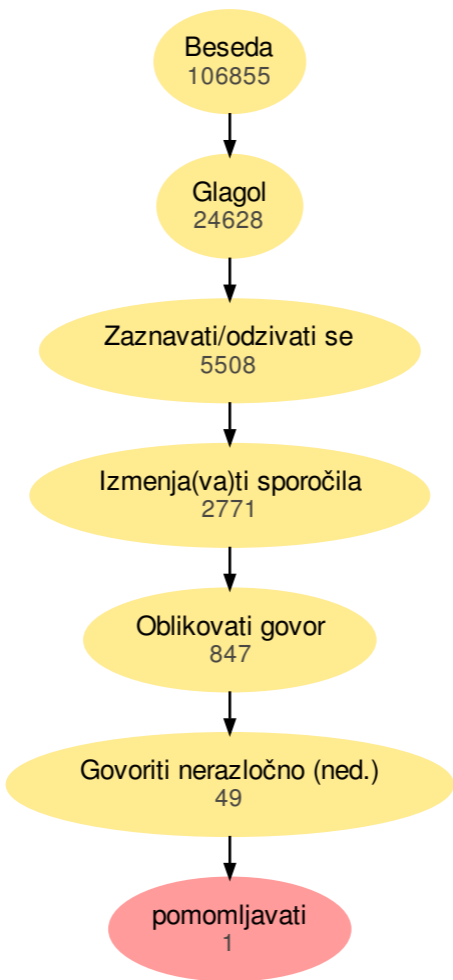 Beseda
106855
Glagol
24628
Zaznavati/odzivati se
5508
Izmenja(va)ti sporočila
2771
Oblikovati govor
847
Govoriti nerazločno (ned.)
49
pomomljavati
1